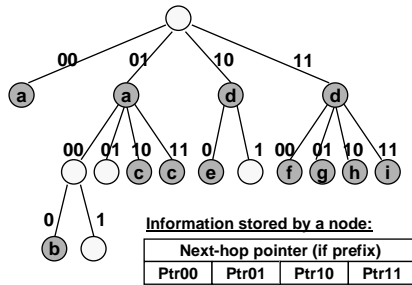 00 01 10 11
a a d d
00 01 10 11 0 1 00 01 10 11
c c e f g h i
0 1
b
Information stored by a node:
Next-hop pointer (if prefix)
Ptr00 Ptr01 Ptr10 Ptr11